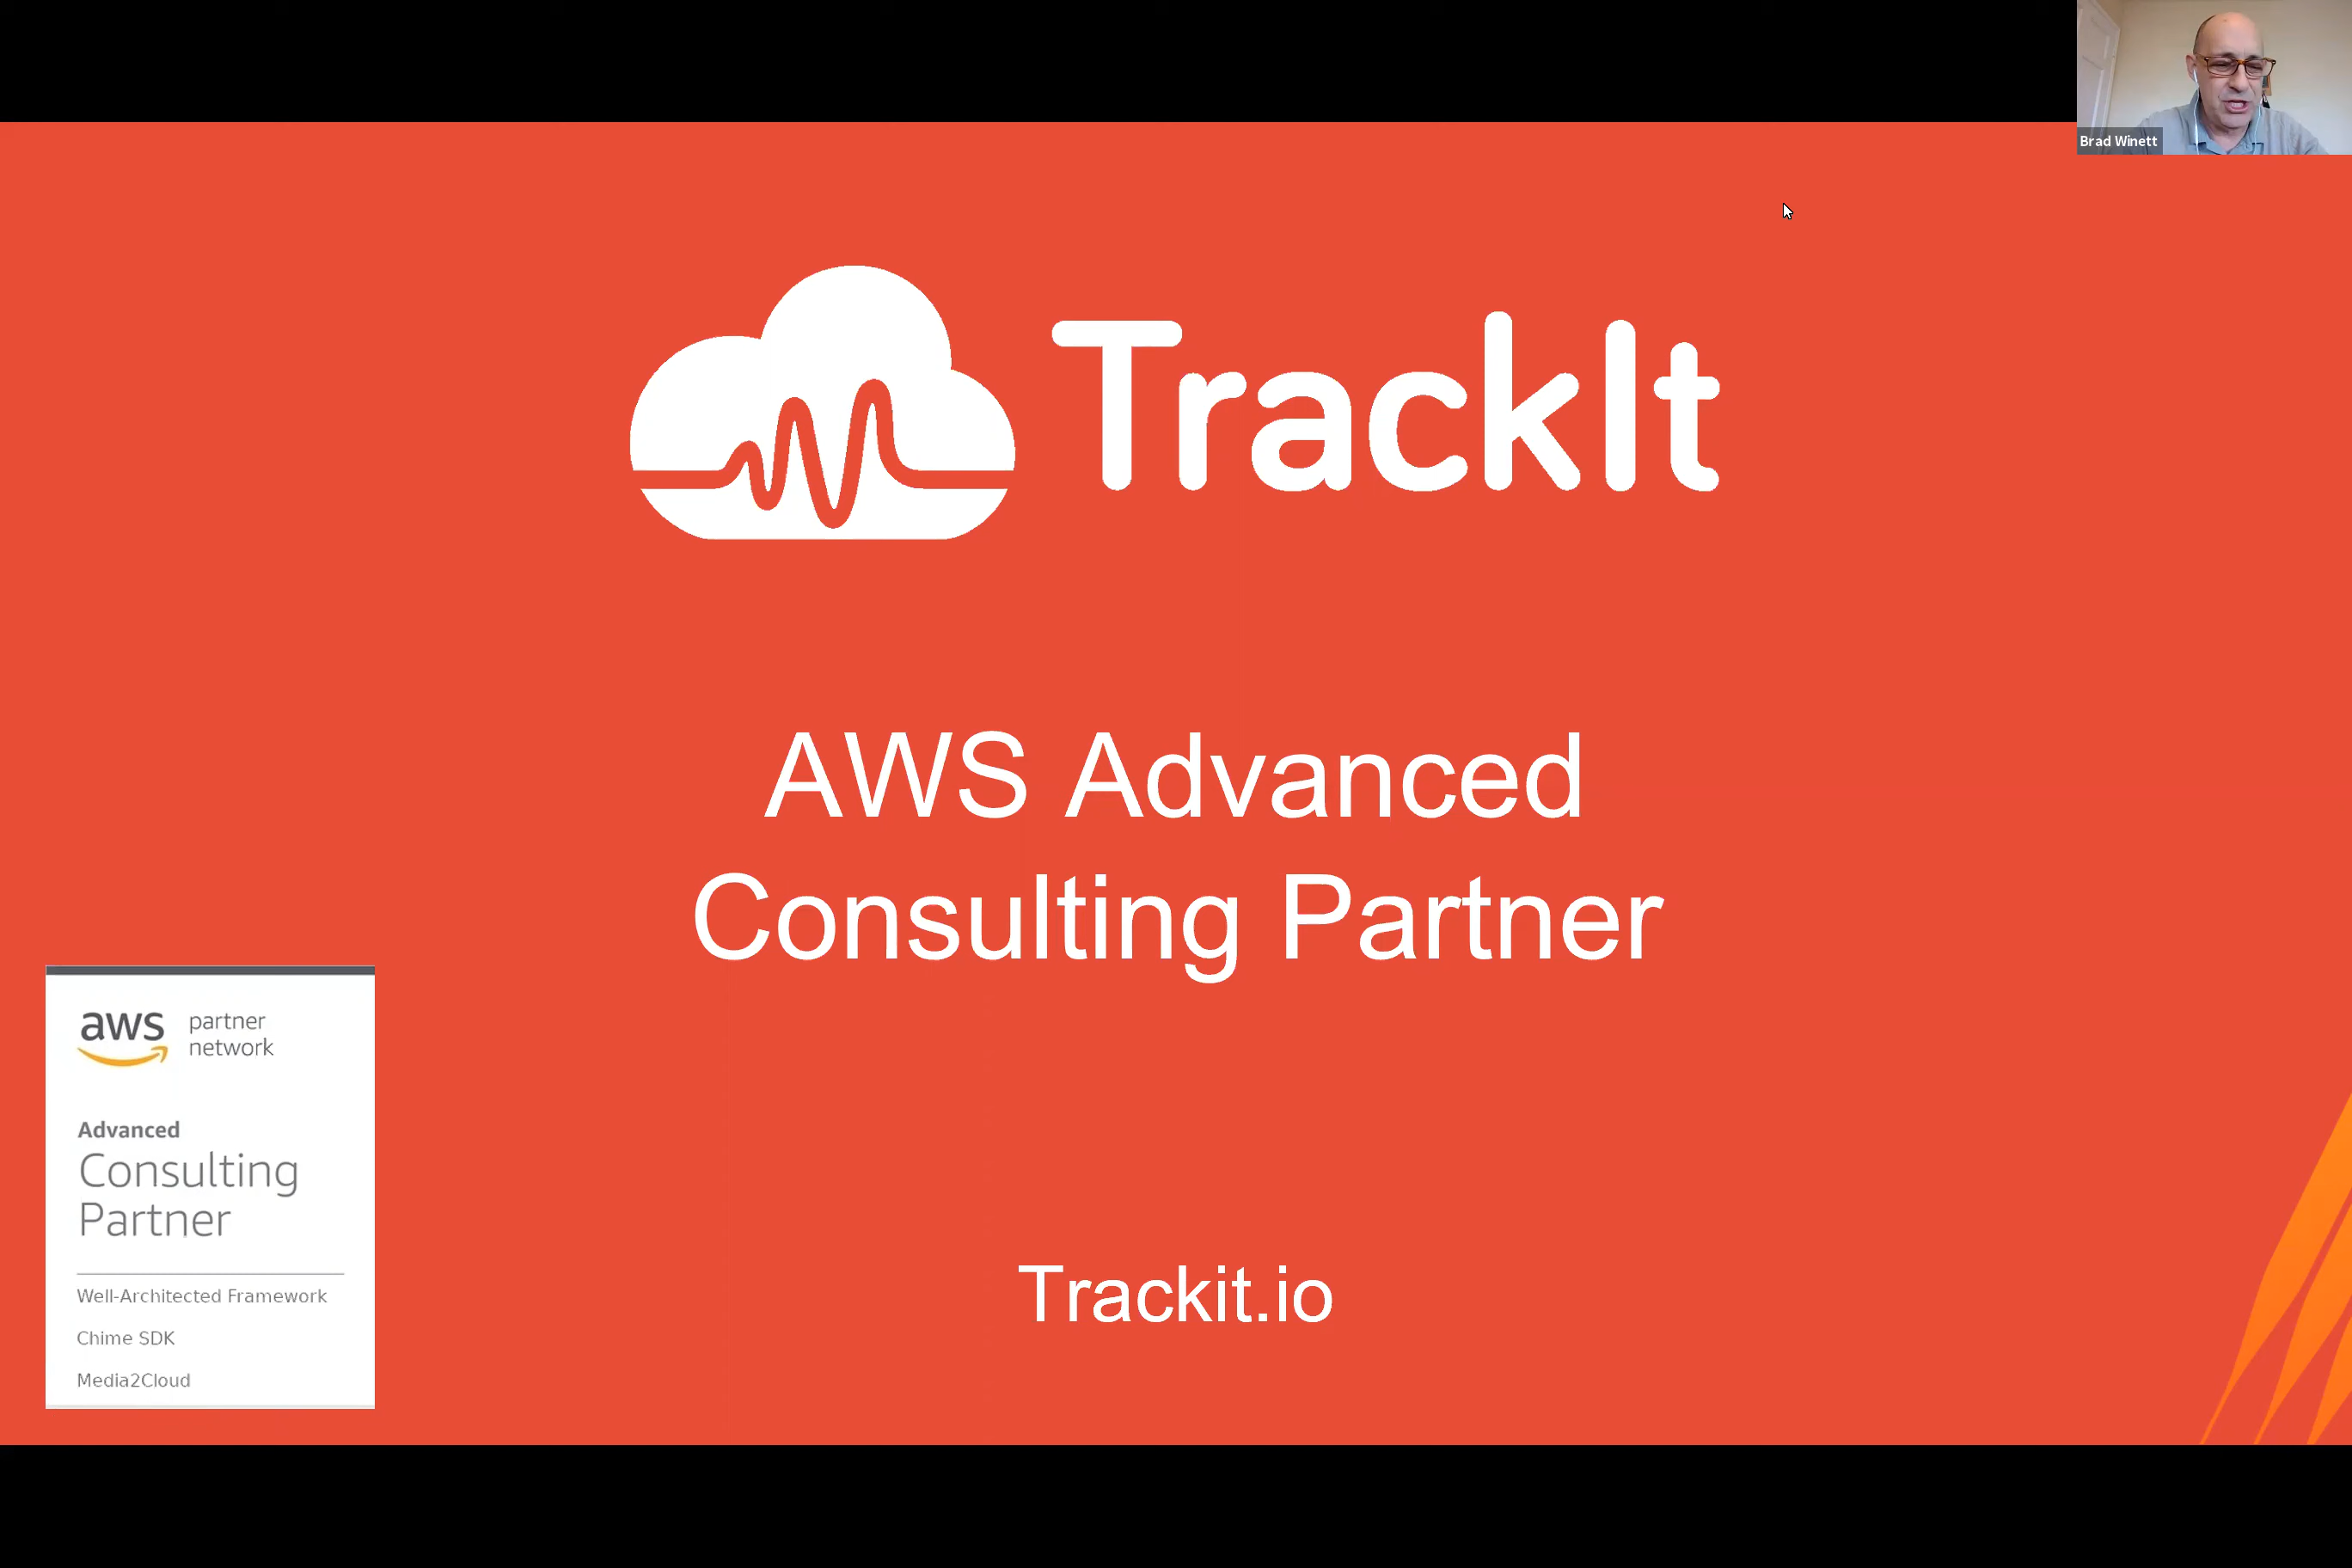 Brad Winett
TrackIt
AWS Advanced
Consulting Partner
aws partner
network
Advanced
Consulting
Partner
Well-Architected Framework
Chime SDK
Media2Cloud
Trackit.io